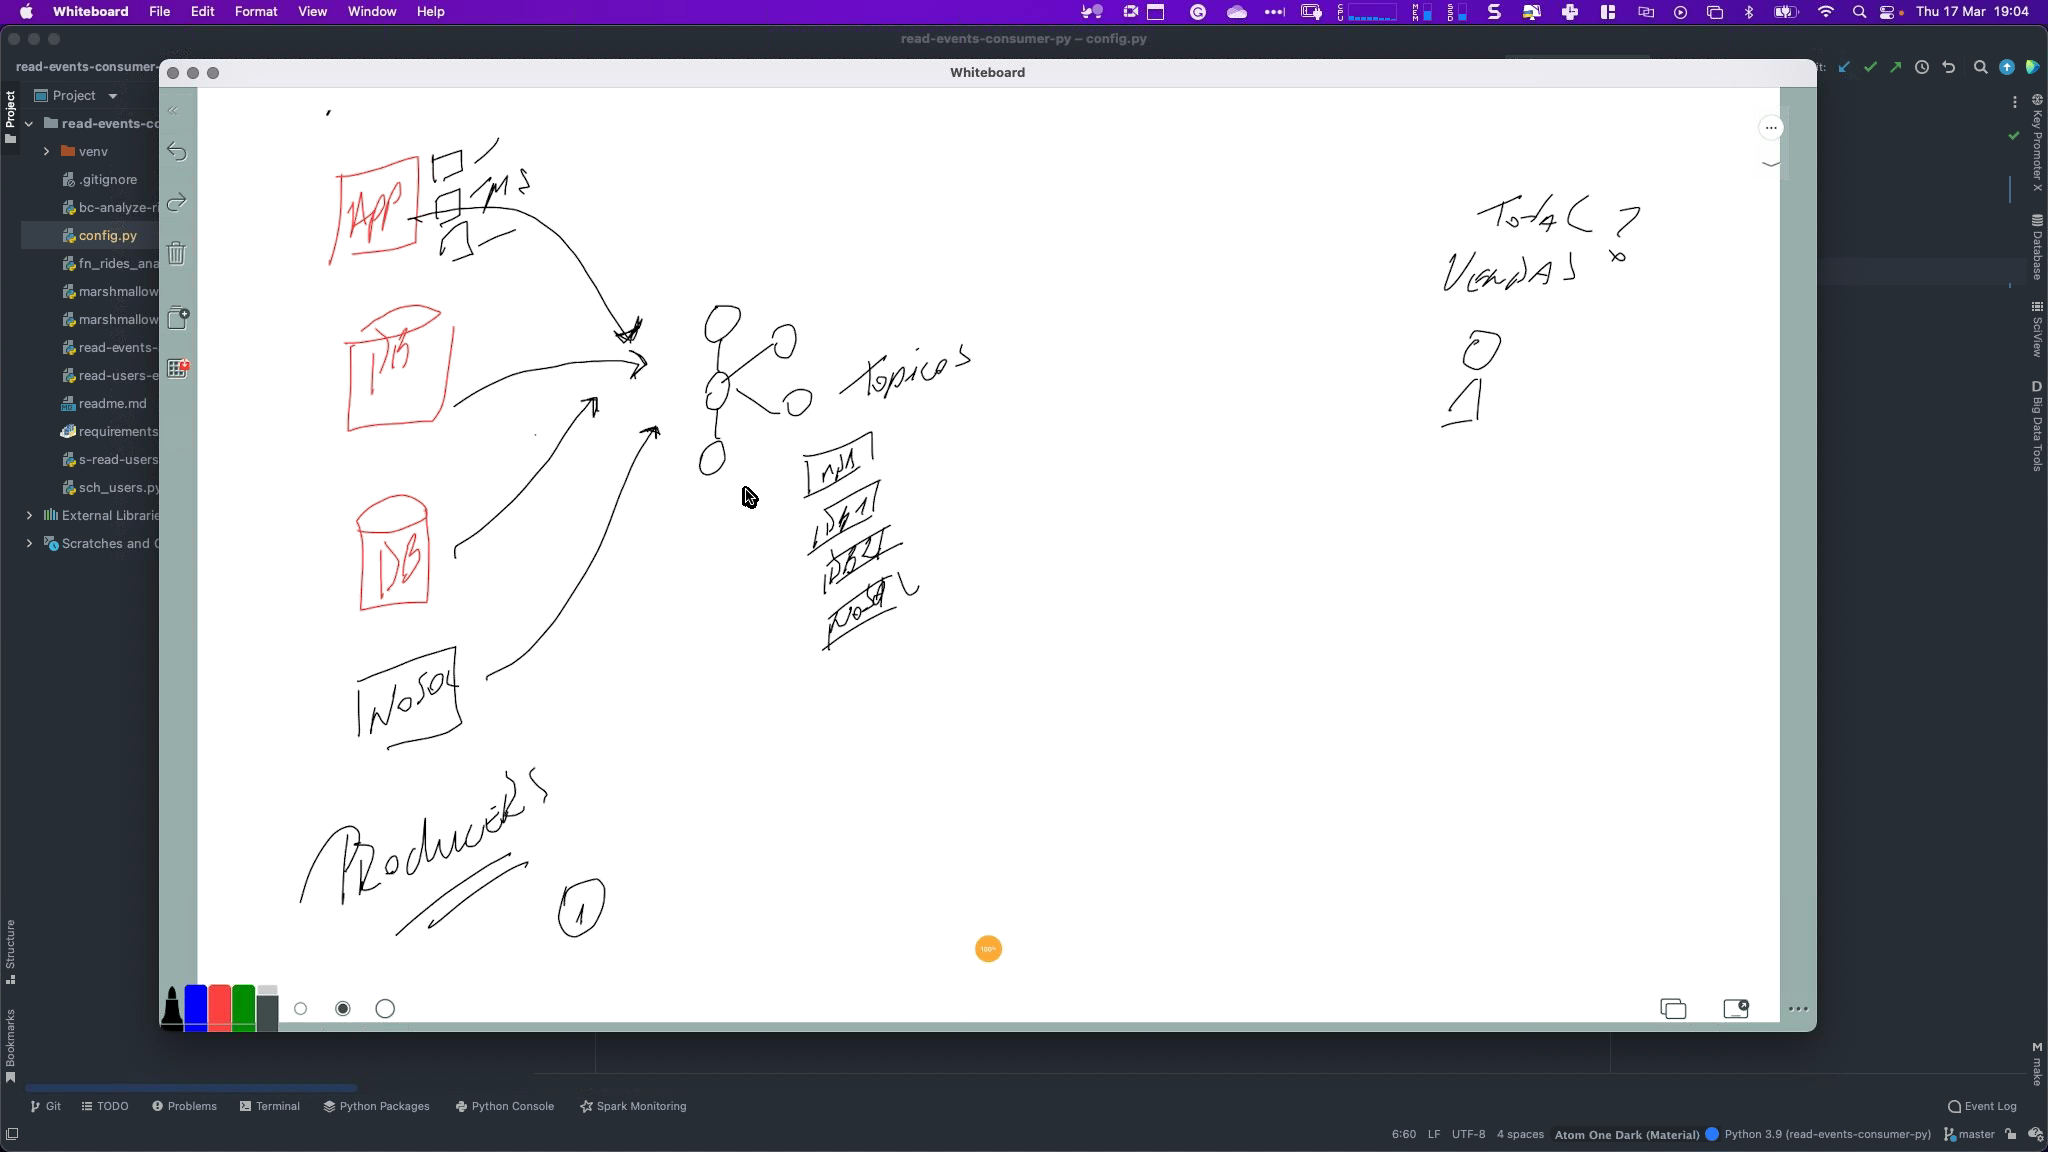 Whiteboard File Edit Format View Window Help
Thu 17 Mar 19:04
read-events-consumer-py – config.py
read-events-consumer-
Whiteboard
Project
Project
read-events-co
venv
.gitignore
bc-analyze-ri
config.py
fn_rides_ana
marshmallow
marshmallow
read-events-
read-users-e
readme.md
requirements
s-read-users
sch_users.py
External Librarie
Scratches and C
App
MS
DB
DB
NoSQL
Producers
1
Topicos
DB1
DB2
NoSQL
Total ?
Vendas
100%
Key Promoter X
Database
SciView
D Big Data Tools
M make
Structure
Bookmarks
Git TODO Problems Terminal Python Packages Python Console Spark Monitoring
Event Log
6:60 LF UTF-8 4 spaces Atom One Dark (Material) Python 3.9 (read-events-consumer-py) master